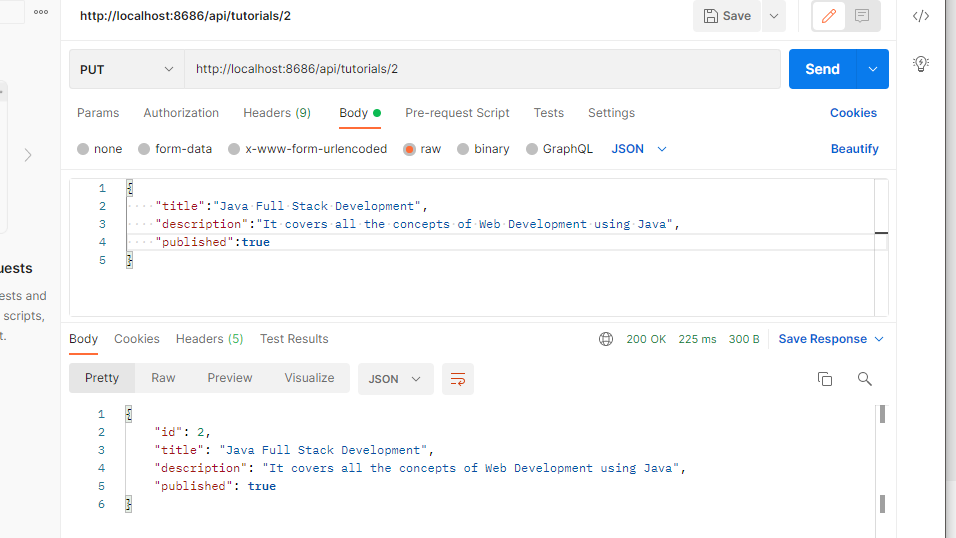 http://localhost:8686/api/tutorials/2
Save
PUT
http://localhost:8686/api/tutorials/2
Send
Params Authorization Headers (9) Body Pre-request Script Tests Settings Cookies
none form-data x-www-form-urlencoded raw binary GraphQL JSON Beautify
1 {
2 "title":"Java Full Stack Development",
3 "description":"It covers all the concepts of Web Development using Java",
4 "published":true
5 }
uests
ests and
scripts,
t.
Body Cookies Headers (5) Test Results 200 OK 225 ms 300 B Save Response
Pretty Raw Preview Visualize JSON
1 {
2 "id": 2,
3 "title": "Java Full Stack Development",
4 "description": "It covers all the concepts of Web Development using Java",
5 "published": true
6 }